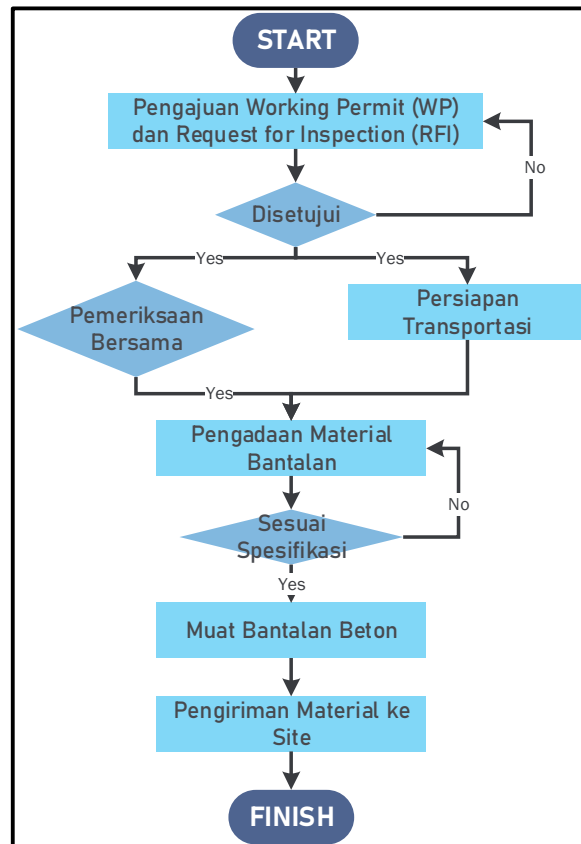 START
Pengajuan Working Permit (WP)
dan Request for Inspection (RFI)
No
Disetujui
Yes
Yes
Pemeriksaan
Bersama
Persiapan
Transportasi
Yes
Pengadaan Material
Bantalan
No
Sesuai
Spesifikasi
Yes
Muat Bantalan Beton
Pengiriman Material ke
Site
FINISH